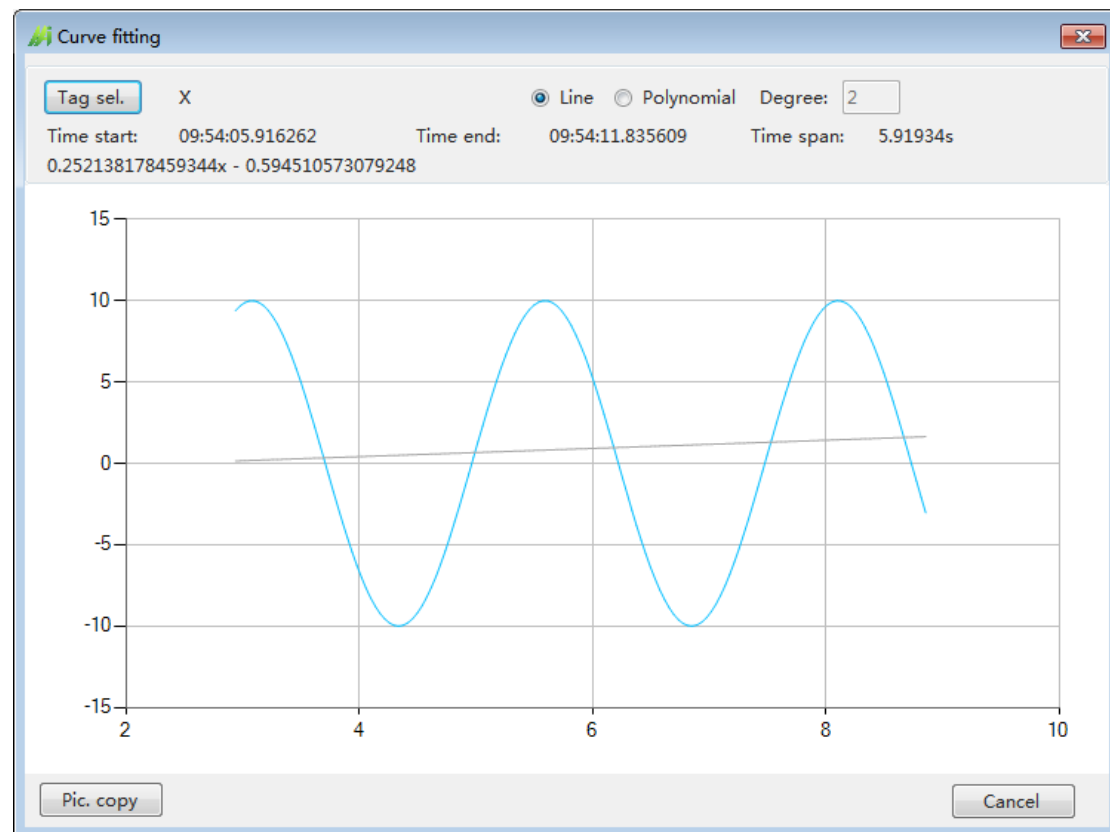 Curve fitting
Tag sel. X Line Polynomial Degree: 2
Time start: 09:54:05.916262 Time end: 09:54:11.835609 Time span: 5.91934s
0.252138178459344x - 0.594510573079248
15
10
5
0
-5
-10
-15
2 4 6 8 10
Pic. copy Cancel